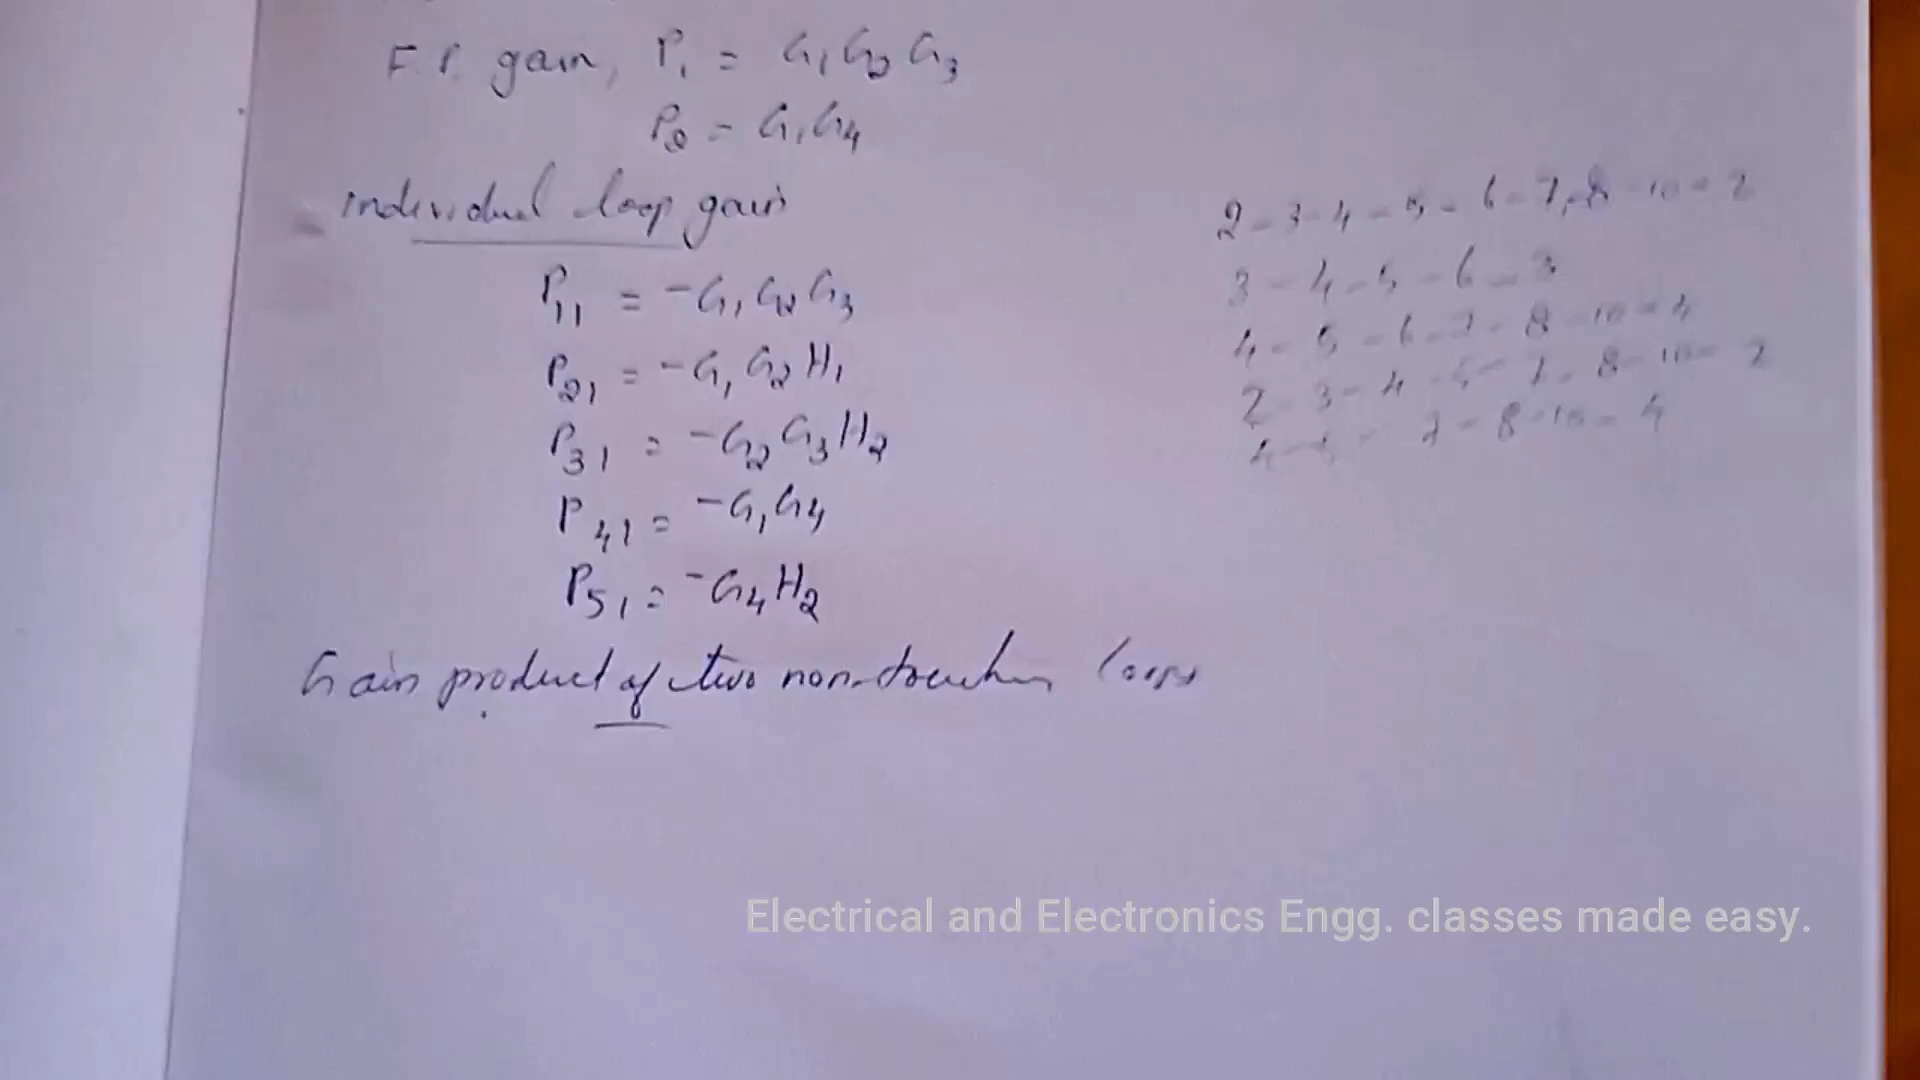 F.P. gain, P1 = G1G2G3
P2 = G1G4
individual loop gain
P11 = -G1G2G3
P21 = -G1G2H1
P31 = -G2G3H2
P41 = -G1G4
P51 = -G4H2
Gain product of two non-touching loops
2-3-4-5-6-7-8-10-2
3-4-5-6-3
4-5-6-7-8-10-4
2-3-4-5-7-8-10-2
7-8-10-4
Electrical and Electronics Engg. classes made easy.